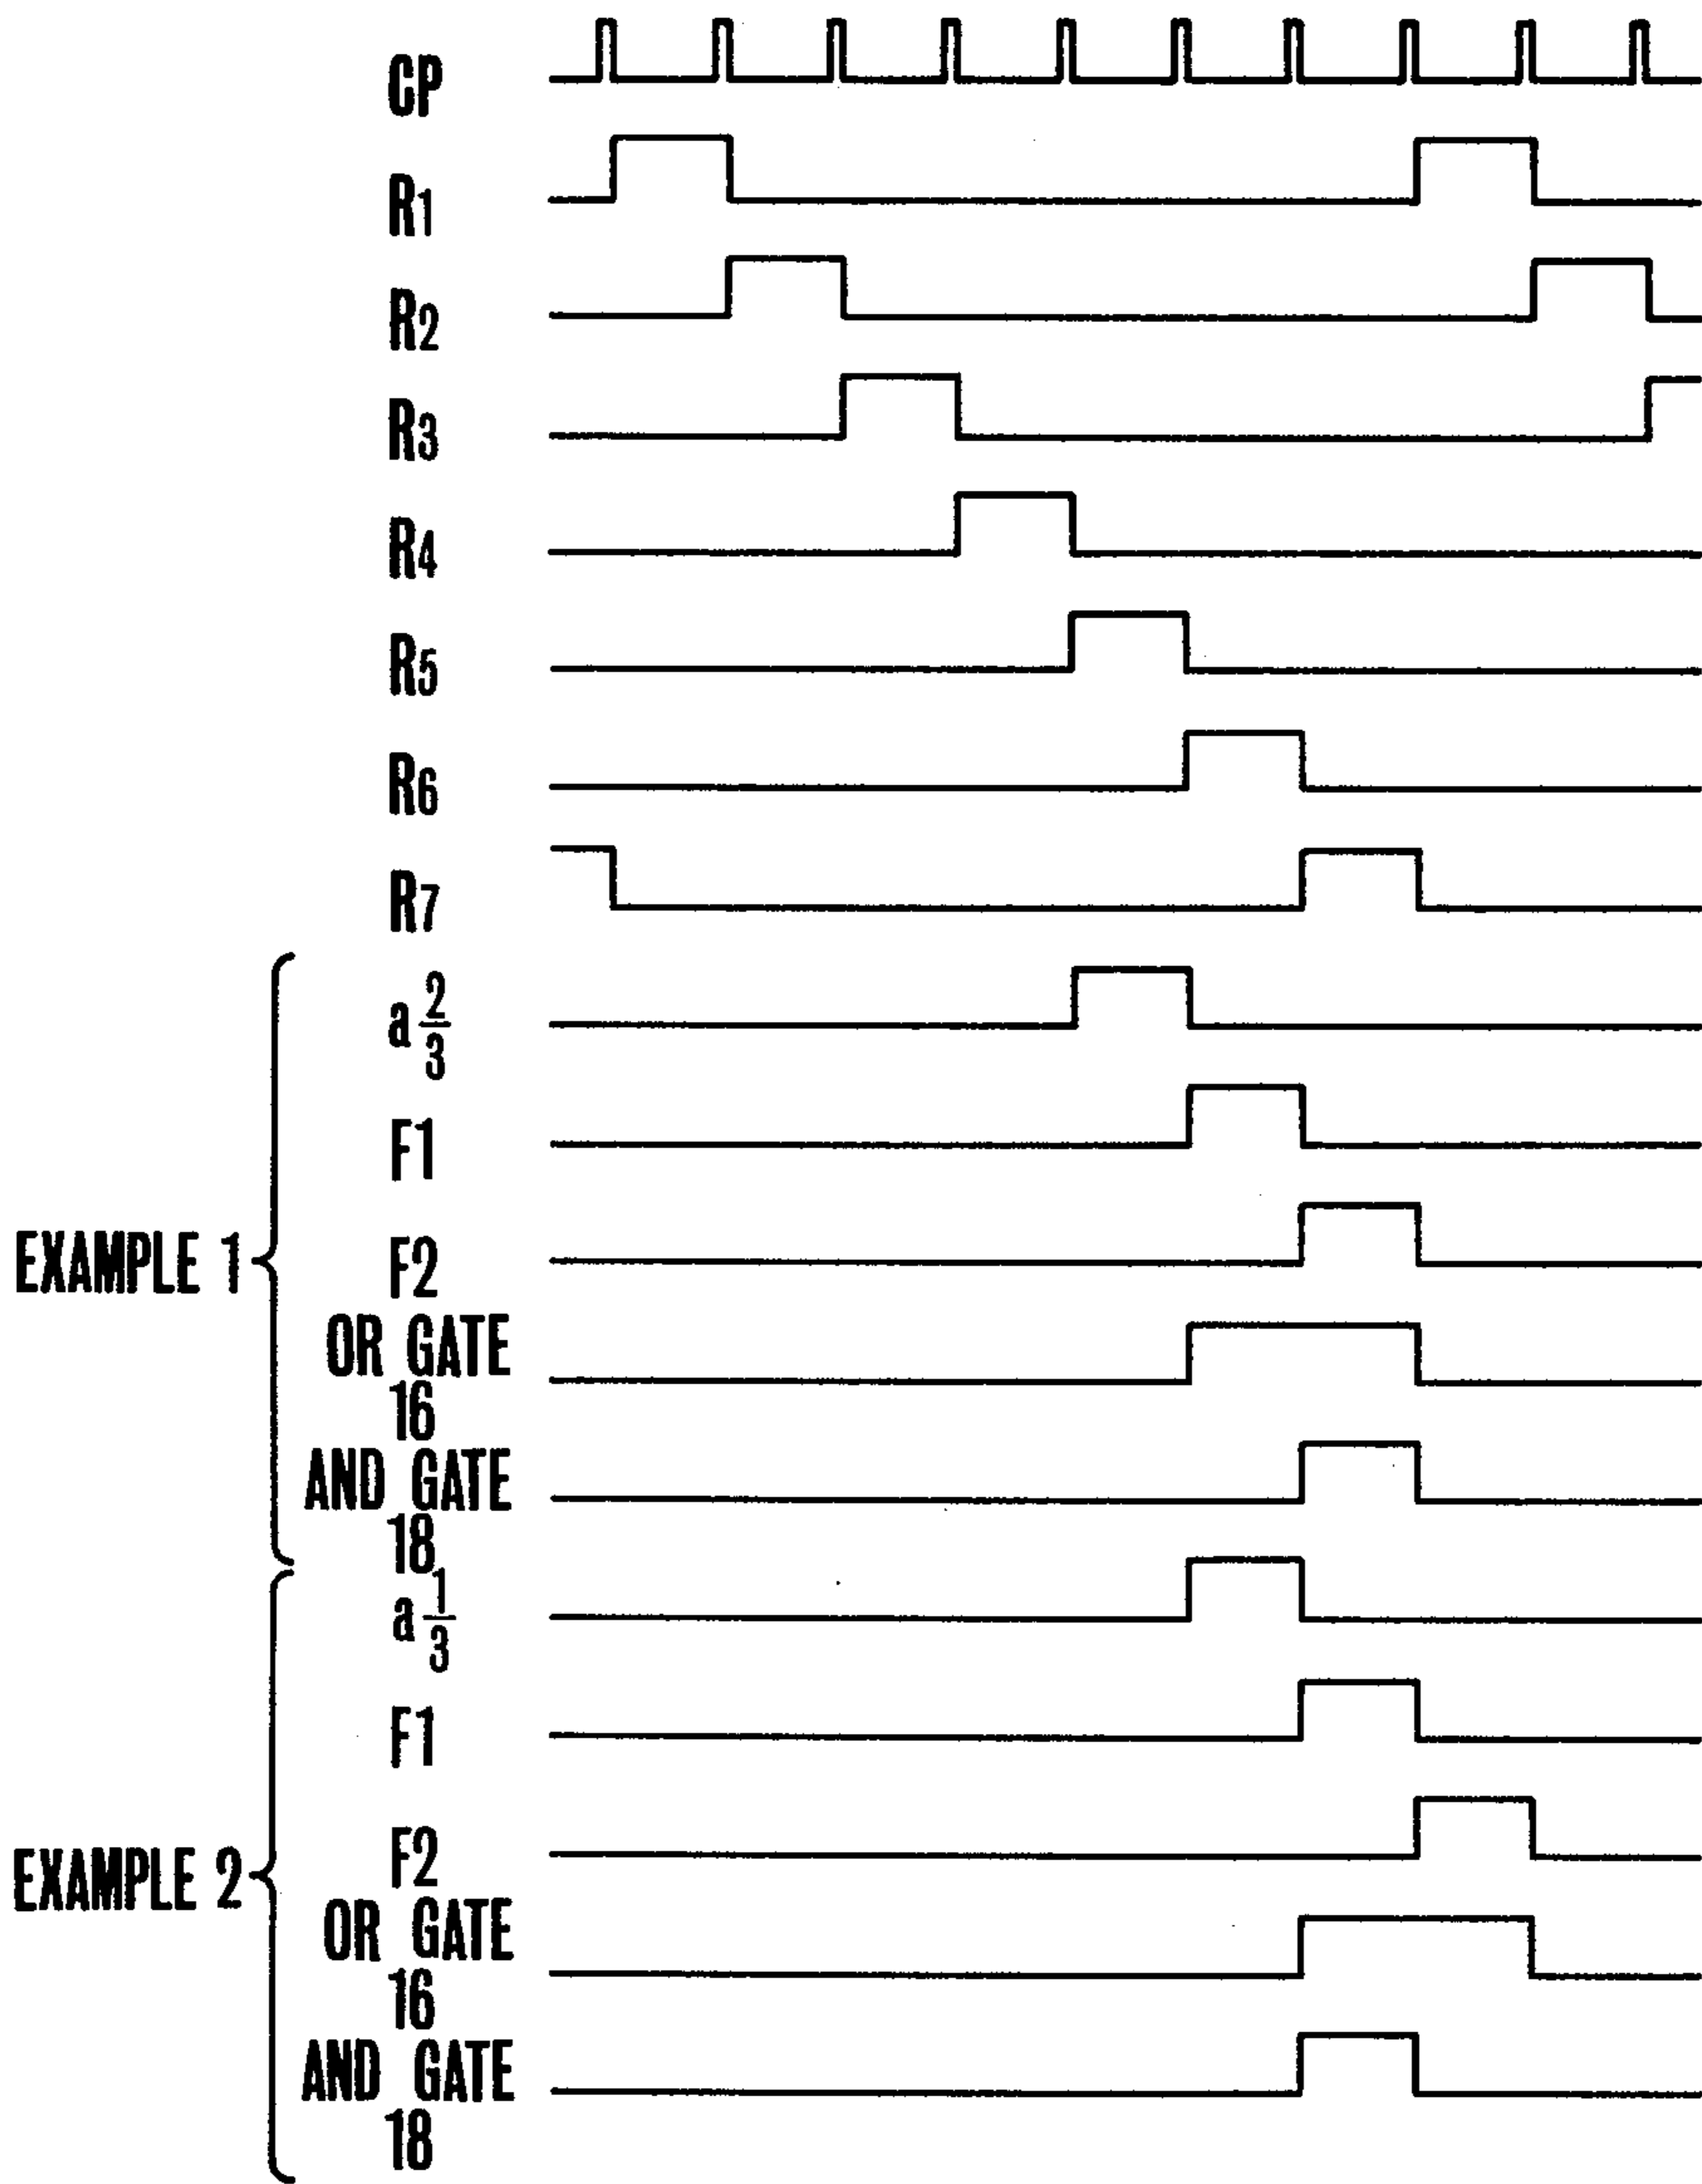 CP
R1
R2
R3
R4
R5
R6
R7
a 2/3
F1
EXAMPLE 1
F2
OR GATE
16
AND GATE
18
a 1/3
F1
EXAMPLE 2
F2
OR GATE
16
AND GATE
18